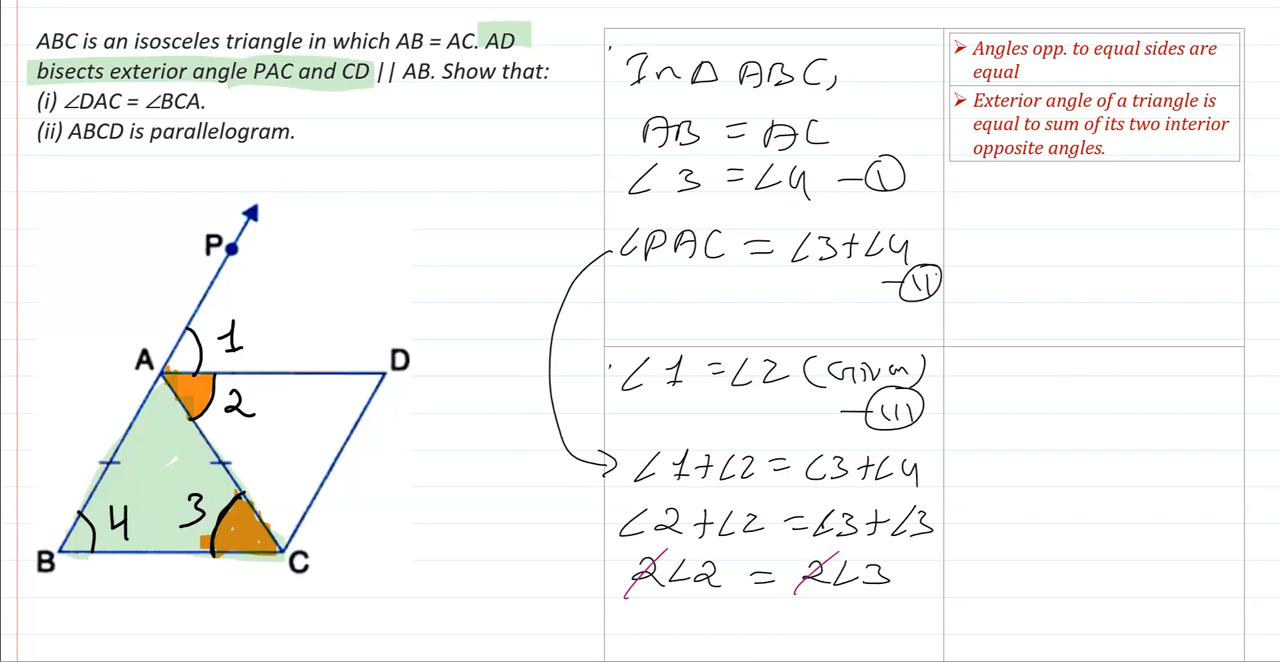 ABC is an isosceles triangle in which AB = AC. AD
bisects exterior angle PAC and CD || AB. Show that:
(i) ∠DAC = ∠BCA.
(ii) ABCD is parallelogram.
P
1
A
D
2
4
3
B
C
In Δ ABC,
AB = AC
∠3 = ∠4 —(i)
∠PAC = ∠3+∠4
—(ii)
∠1 = ∠2 (Given)
—(iii)
∠1+∠2 = ∠3+∠4
∠2+∠2 = ∠3+∠3
2∠2 = 2∠3
➢ Angles opp. to equal sides are
equal
➢ Exterior angle of a triangle is
equal to sum of its two interior
opposite angles.